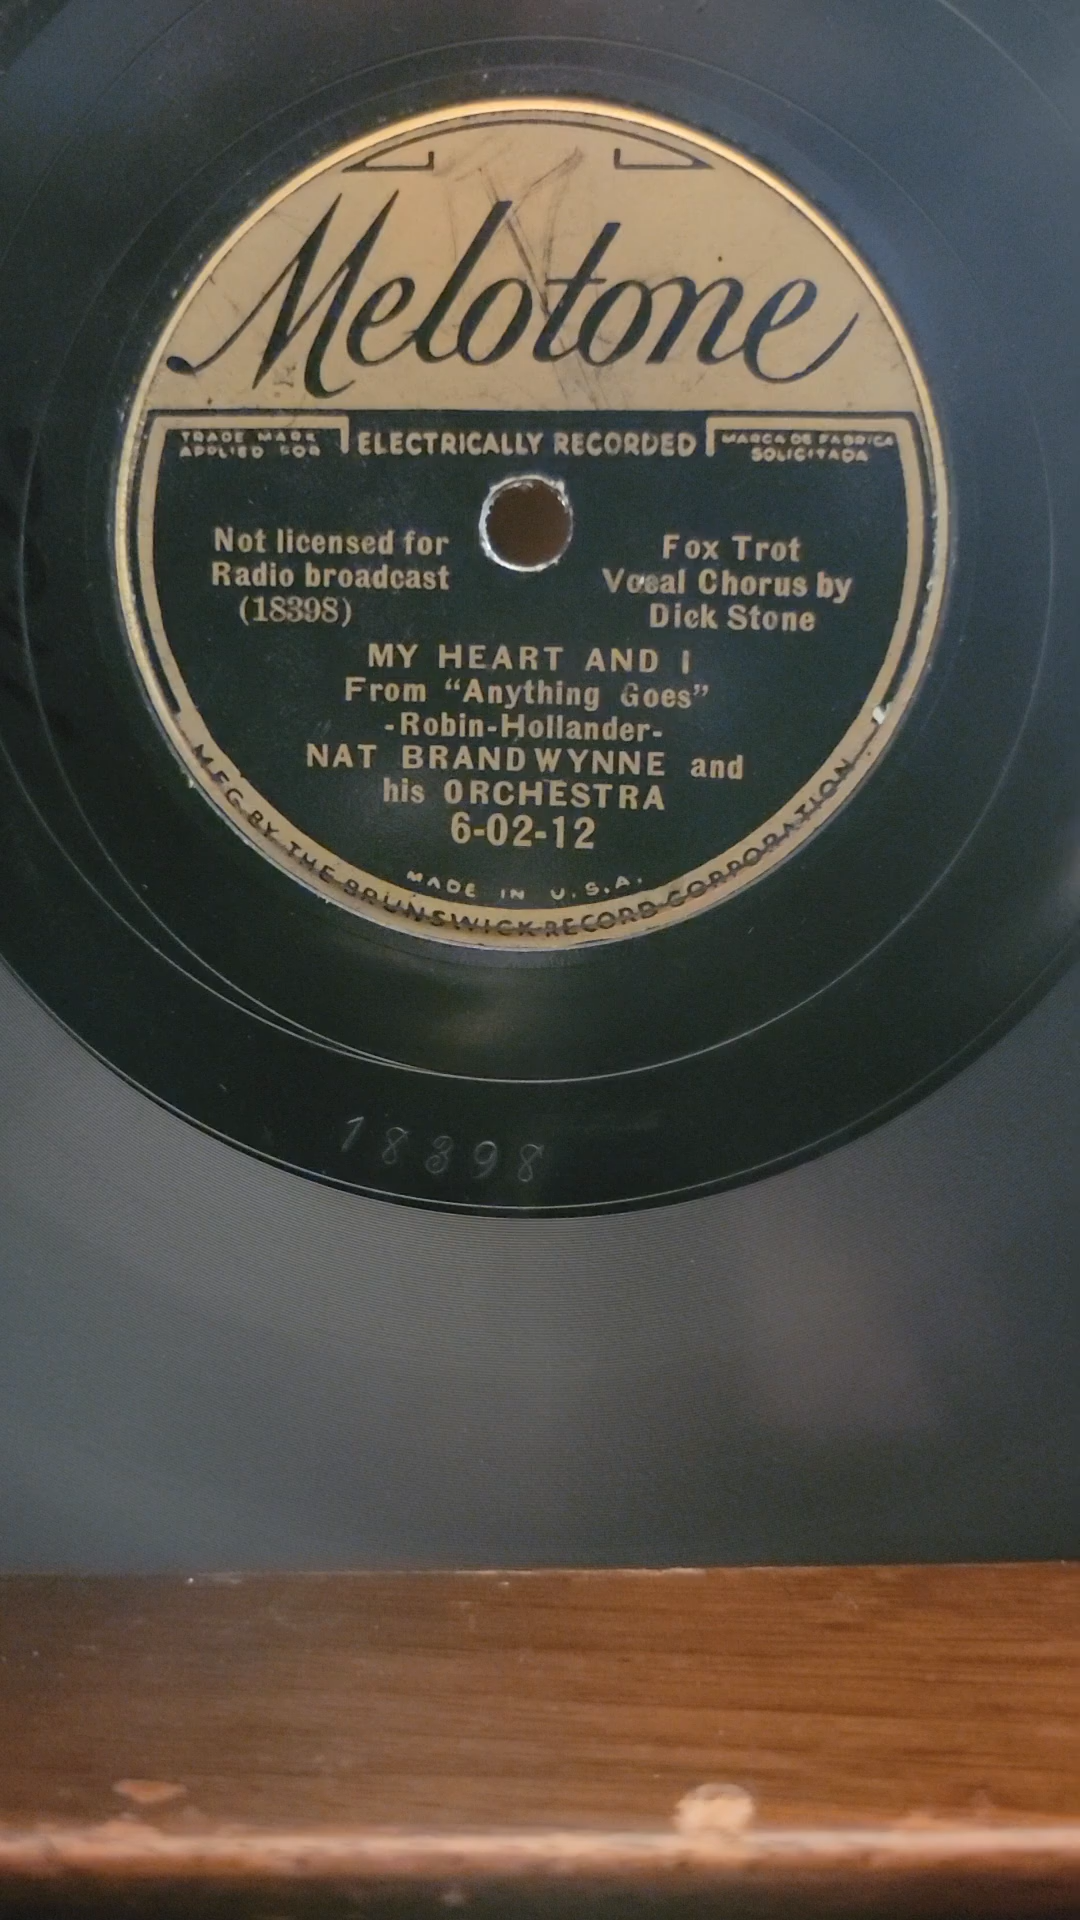 Melotone
TRADE MARK
APPLIED FOR
ELECTRICALLY RECORDED
MARCA DE FABRICA
SOLICITADA
Not licensed for
Radio broadcast
(18398)
Fox Trot
Vocal Chorus by
Dick Stone
MY HEART AND I
From “Anything Goes”
-Robin-Hollander-
NAT BRANDWYNNE and
his ORCHESTRA
6-02-12
MADE IN U.S.A.
MFG. BY THE BRUNSWICK RECORD CORPORATION
18398